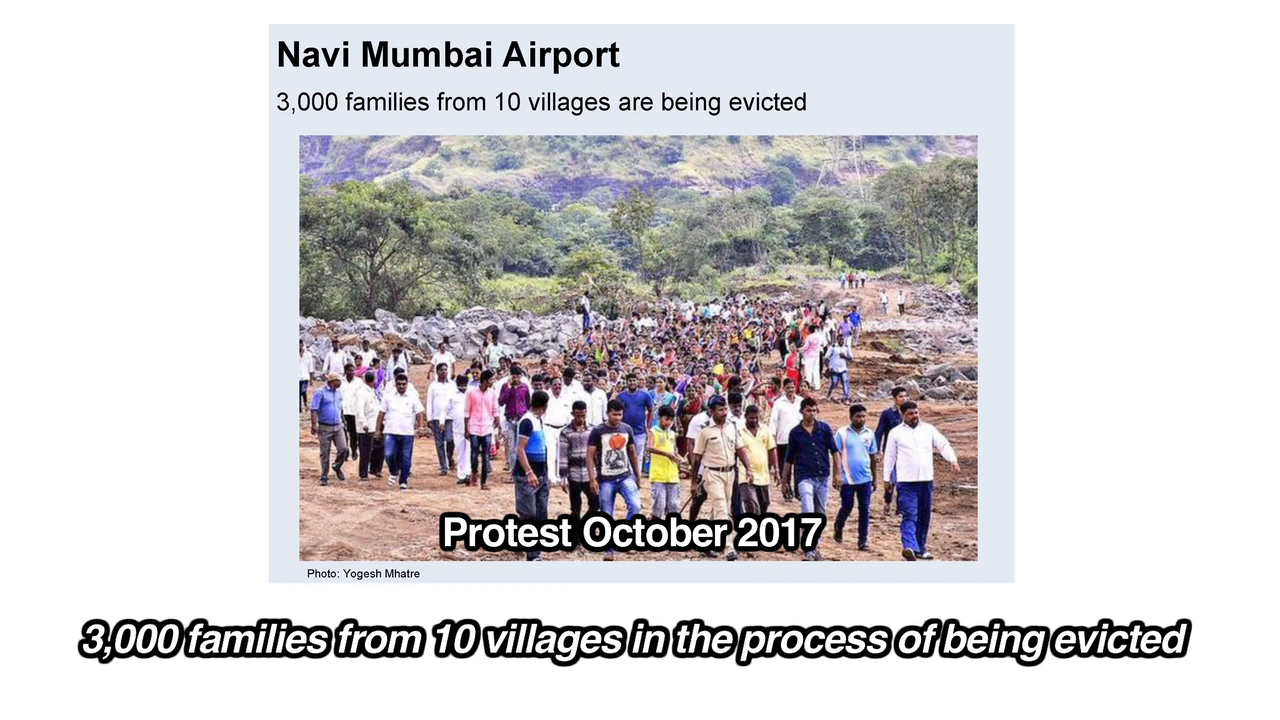 Navi Mumbai Airport
3,000 families from 10 villages are being evicted
Protest October 2017
Photo: Yogesh Mhatre
3,000 families from 10 villages in the process of being evicted